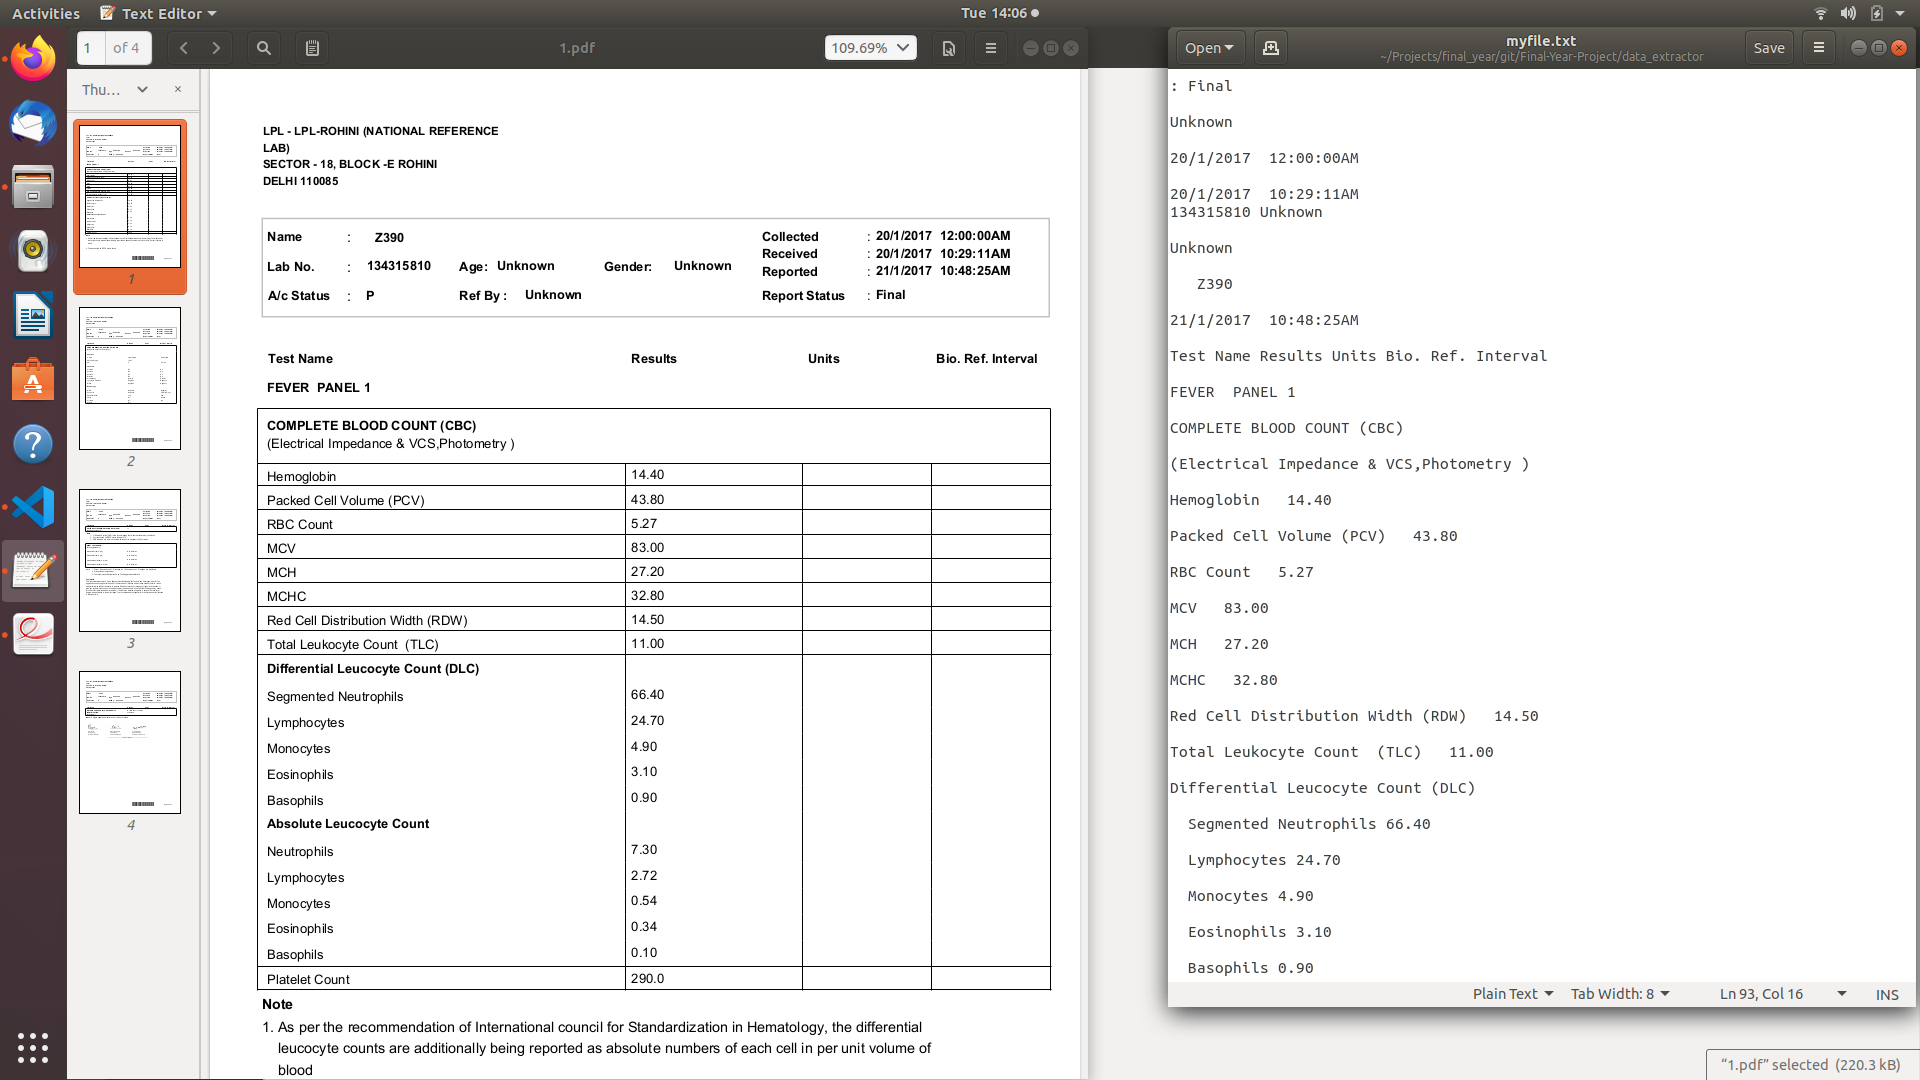 Activities Text Editor Tue 14:06
1 of 4 1.pdf 109.69%
Thu...
1
2
3
4
LPL - LPL-ROHINI (NATIONAL REFERENCE
LAB)
SECTOR - 18, BLOCK -E ROHINI
DELHI 110085
Name : Z390 Collected : 20/1/2017 12:00:00AM
Received : 20/1/2017 10:29:11AM
Lab No. : 134315810 Age: Unknown Gender: Unknown Reported : 21/1/2017 10:48:25AM
A/c Status : P Ref By : Unknown Report Status : Final
Test Name Results Units Bio. Ref. Interval
FEVER PANEL 1
COMPLETE BLOOD COUNT (CBC)
(Electrical Impedance & VCS,Photometry )
Hemoglobin 14.40
Packed Cell Volume (PCV) 43.80
RBC Count 5.27
MCV 83.00
MCH 27.20
MCHC 32.80
Red Cell Distribution Width (RDW) 14.50
Total Leukocyte Count (TLC) 11.00
Differential Leucocyte Count (DLC)
Segmented Neutrophils 66.40
Lymphocytes 24.70
Monocytes 4.90
Eosinophils 3.10
Basophils 0.90
Absolute Leucocyte Count
Neutrophils 7.30
Lymphocytes 2.72
Monocytes 0.54
Eosinophils 0.34
Basophils 0.10
Platelet Count 290.0
Note
1. As per the recommendation of International council for Standardization in Hematology, the differential
leucocyte counts are additionally being reported as absolute numbers of each cell in per unit volume of
blood
Open myfile.txt Save
~/Projects/final_year/git/Final-Year-Project/data_extractor
: Final
Unknown
20/1/2017 12:00:00AM
20/1/2017 10:29:11AM
134315810 Unknown
Unknown
Z390
21/1/2017 10:48:25AM
Test Name Results Units Bio. Ref. Interval
FEVER PANEL 1
COMPLETE BLOOD COUNT (CBC)
(Electrical Impedance & VCS,Photometry )
Hemoglobin 14.40
Packed Cell Volume (PCV) 43.80
RBC Count 5.27
MCV 83.00
MCH 27.20
MCHC 32.80
Red Cell Distribution Width (RDW) 14.50
Total Leukocyte Count (TLC) 11.00
Differential Leucocyte Count (DLC)
Segmented Neutrophils 66.40
Lymphocytes 24.70
Monocytes 4.90
Eosinophils 3.10
Basophils 0.90
Plain Text Tab Width: 8 Ln 93, Col 16 INS
“1.pdf” selected (220.3 kB)